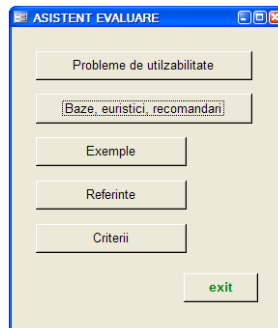 ASISTENT EVALUARE
Probleme de utilzabilitate
Baze, euristici, recomandari
Exemple
Referinte
Criterii
exit